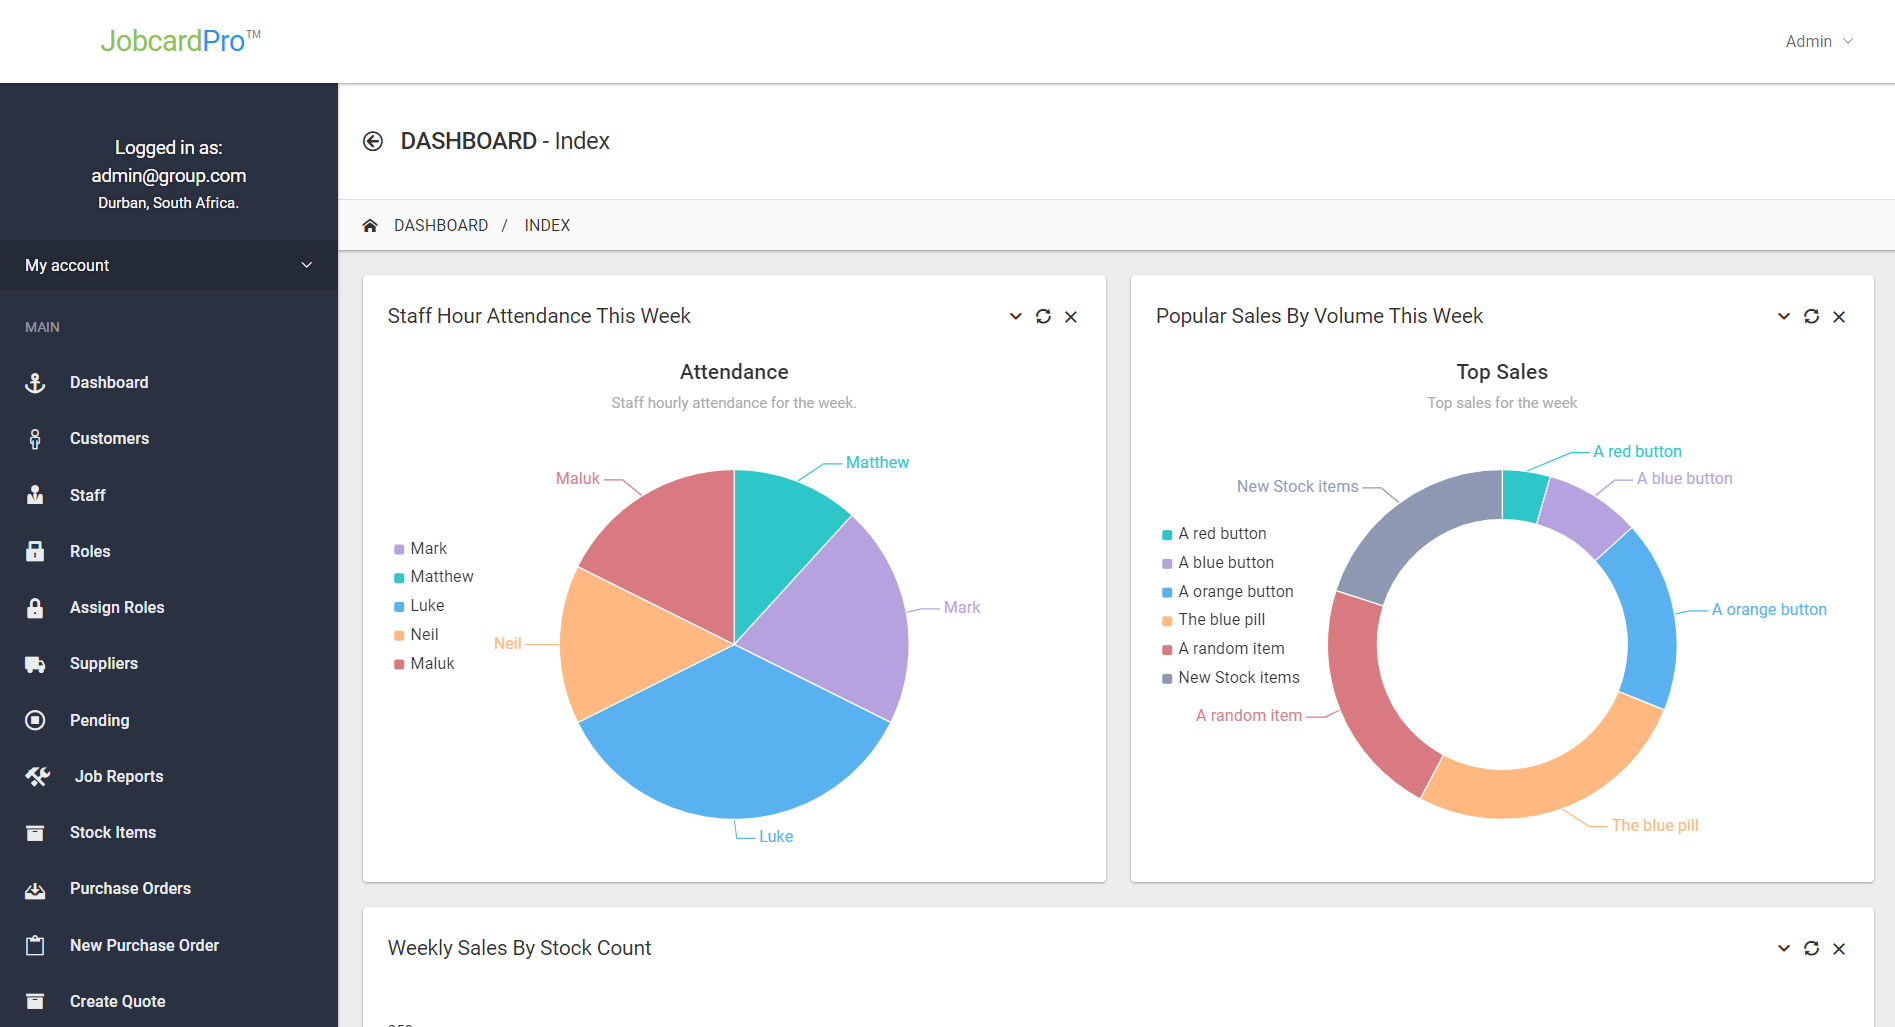 JobcardPro™
Admin
Logged in as:
admin@group.com
Durban, South Africa.
My account
MAIN
Dashboard
Customers
Staff
Roles
Assign Roles
Suppliers
Pending
Job Reports
Stock Items
Purchase Orders
New Purchase Order
Create Quote
DASHBOARD - Index
DASHBOARD / INDEX
Staff Hour Attendance This Week
Attendance
Staff hourly attendance for the week.
Mark
Matthew
Luke
Neil
Maluk
Maluk
Matthew
Mark
Neil
Luke
Popular Sales By Volume This Week
Top Sales
Top sales for the week
A red button
A blue button
A orange button
The blue pill
A random item
New Stock items
A red button
A blue button
New Stock items
A orange button
A random item
The blue pill
Weekly Sales By Stock Count